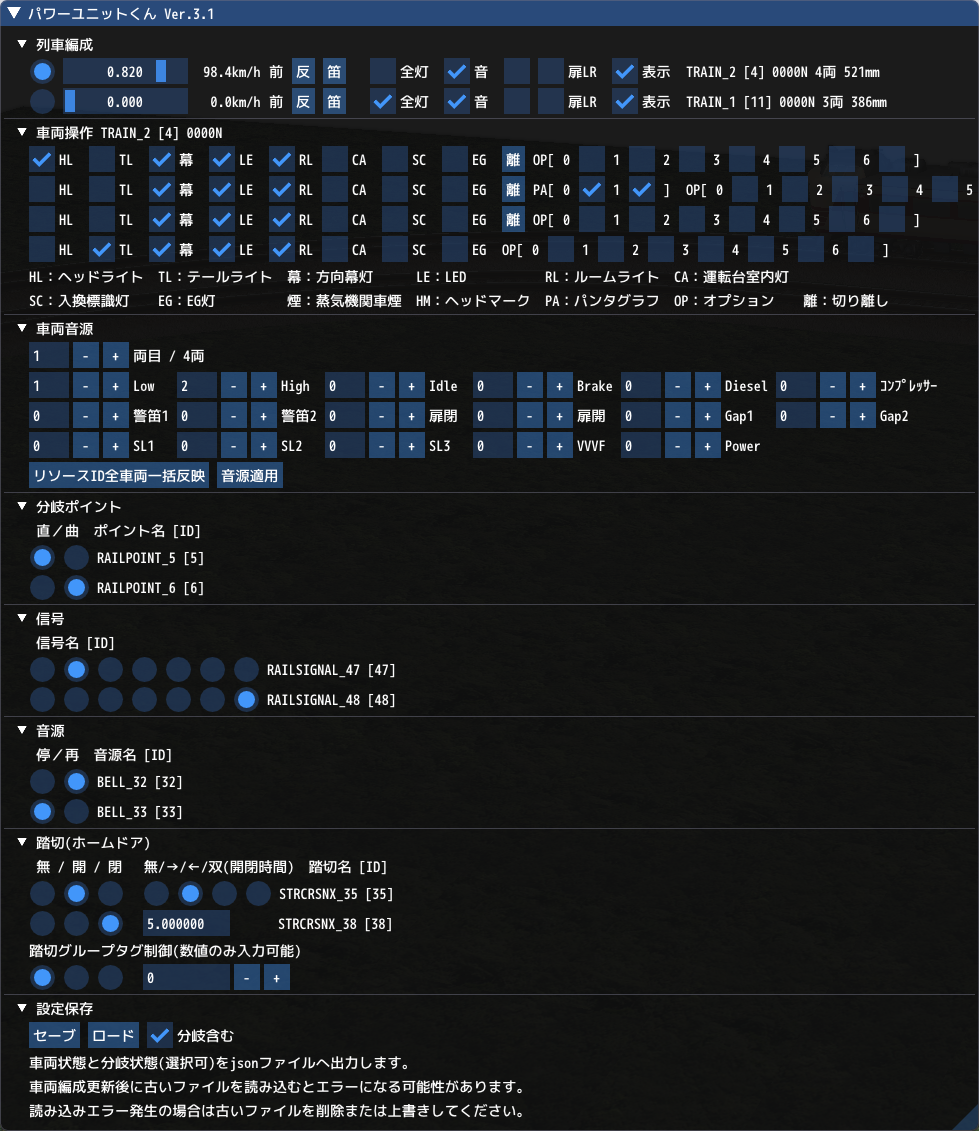 パワーユニットくん Ver.3.1
列車編成
0.820 98.4km/h 前 反 笛 全灯 音 扉LR 表示 TRAIN_2 [4] 0000N 4両 521mm
0.000 0.0km/h 前 反 笛 全灯 音 扉LR 表示 TRAIN_1 [11] 0000N 3両 386mm
車両操作 TRAIN_2 [4] 0000N
HL TL 幕 LE RL CA SC EG 離 OP[ 0 1 2 3 4 5 6 ]
HL TL 幕 LE RL CA SC EG 離 PA[ 0 1 ] OP[ 0 1 2 3 4 5
HL TL 幕 LE RL CA SC EG 離 OP[ 0 1 2 3 4 5 6 ]
HL TL 幕 LE RL CA SC EG OP[ 0 1 2 3 4 5 6 ]
HL：ヘッドライト TL：テールライト 幕：方向幕灯 LE：LED RL：ルームライト CA：運転台室内灯
SC：入換標識灯 EG：EG灯 煙：蒸気機関車煙 HM：ヘッドマーク PA：パンタグラフ OP：オプション 離：切り離し
車両音源
1 - + 両目 / 4両
1 - + Low 2 - + High 0 - + Idle 0 - + Brake 0 - + Diesel 0 - + ｺﾝﾌﾟﾚｯｻｰ
0 - + 警笛1 0 - + 警笛2 0 - + 扉閉 0 - + 扉開 0 - + Gap1 0 - + Gap2
0 - + SL1 0 - + SL2 0 - + SL3 0 - + VVVF 0 - + Power
リソースID全車両一括反映 音源適用
分岐ポイント
直／曲 ポイント名 [ID]
RAILPOINT_5 [5]
RAILPOINT_6 [6]
信号
信号名 [ID]
RAILSIGNAL_47 [47]
RAILSIGNAL_48 [48]
音源
停／再 音源名 [ID]
BELL_32 [32]
BELL_33 [33]
踏切(ホームドア)
無 / 開 / 閉 無/→/←/双(開閉時間) 踏切名 [ID]
STRCRSNX_35 [35]
5.000000 STRCRSNX_38 [38]
踏切グループタグ制御(数値のみ入力可能)
0 - +
設定保存
セーブ ロード 分岐含む
車両状態と分岐状態(選択可)をjsonファイルへ出力します。
車両編成更新後に古いファイルを読み込むとエラーになる可能性があります。
読み込みエラー発生の場合は古いファイルを削除または上書きしてください。